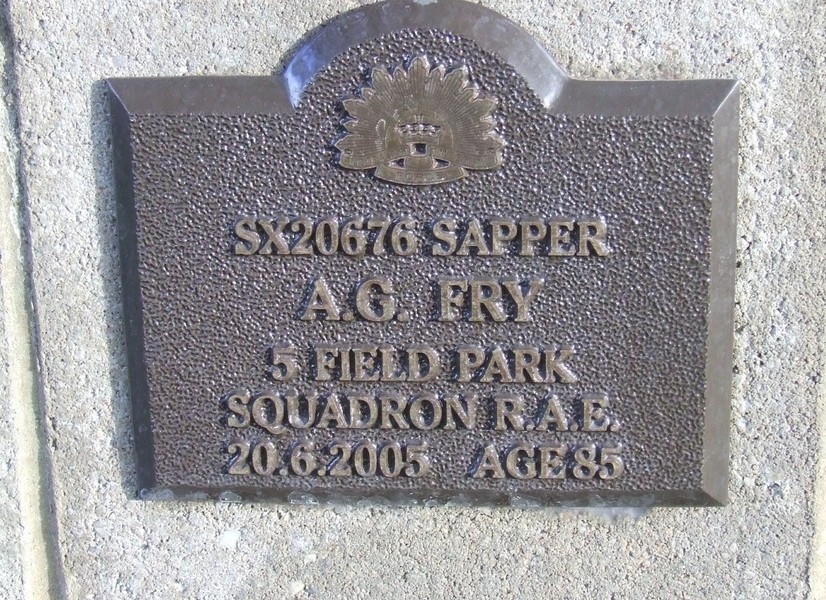 SX20676 SAPPER
A.G. FRY
5 FIELD PARK
SQUADRON R.A.E.
20.6.2005 AGE 85